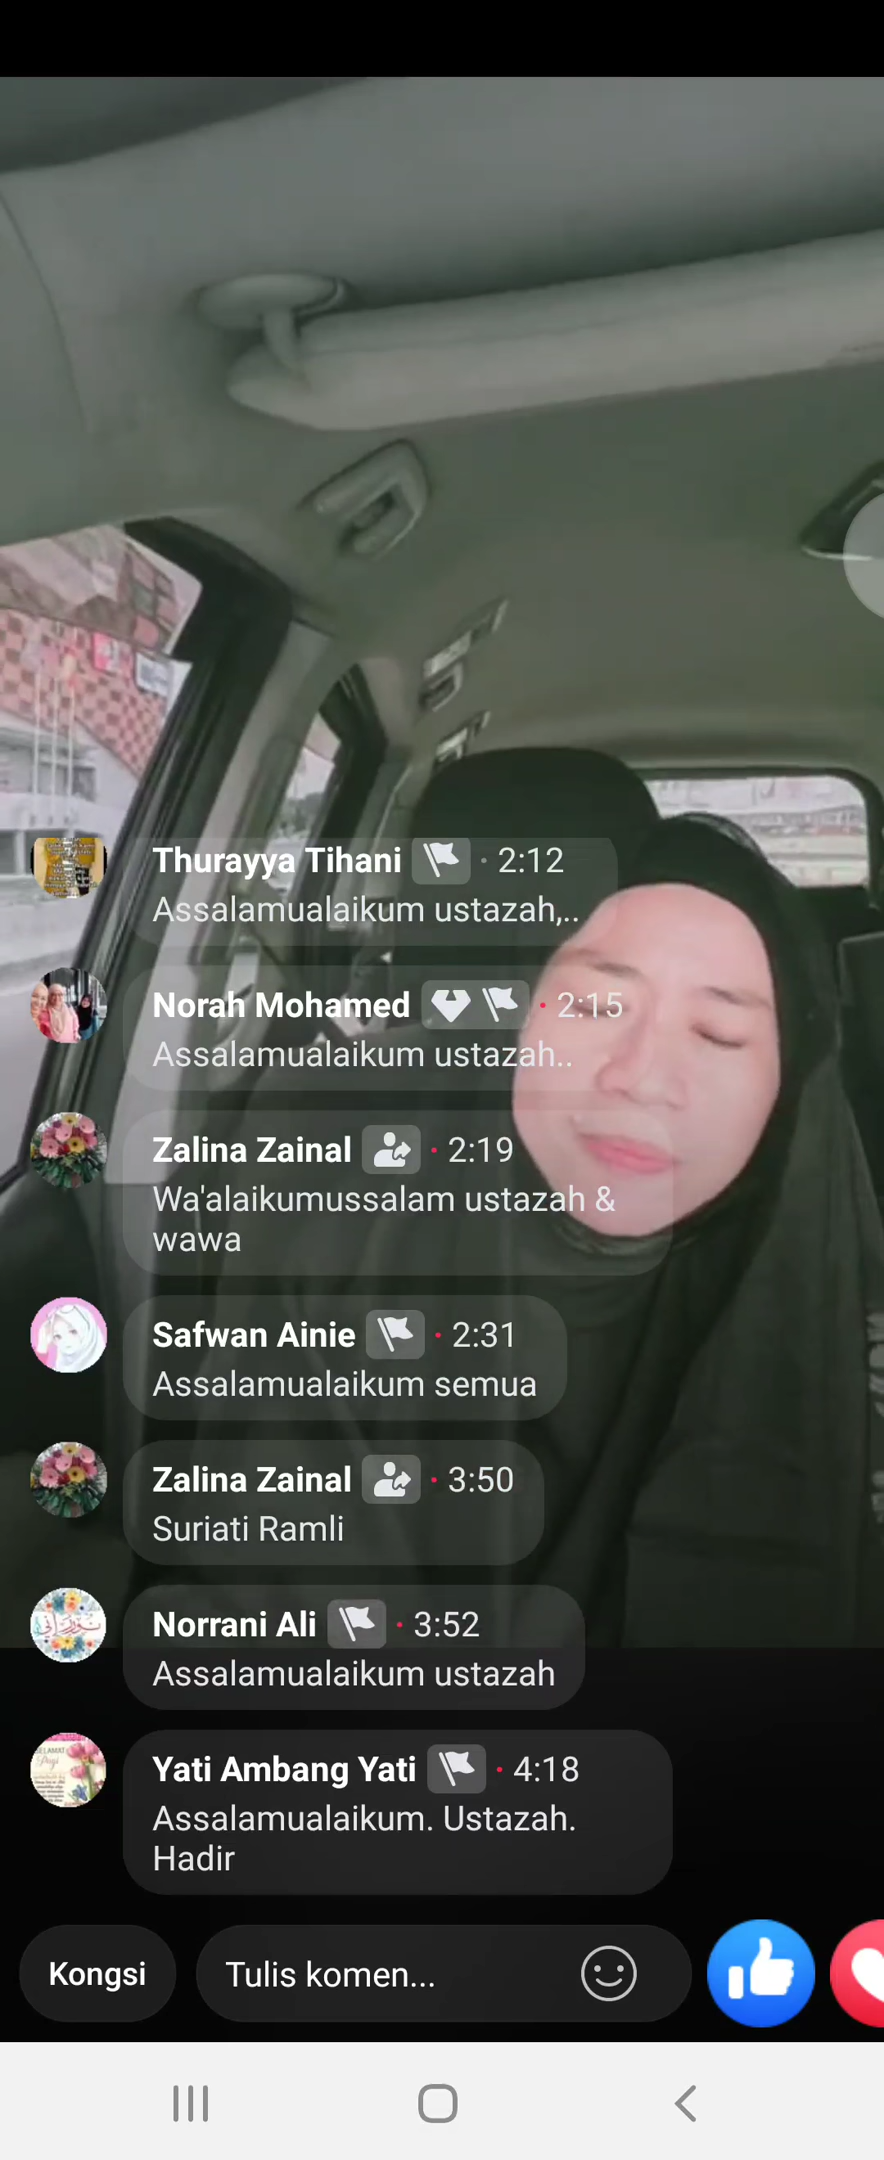 Thurayya Tihani · 2:12
Assalamualaikum ustazah,..
Norah Mohamed · 2:15
Assalamualaikum ustazah..
Zalina Zainal · 2:19
Wa'alaikumussalam ustazah &
wawa
Safwan Ainie · 2:31
Assalamualaikum semua
Zalina Zainal · 3:50
Suriati Ramli
Norrani Ali · 3:52
Assalamualaikum ustazah
Yati Ambang Yati · 4:18
Assalamualaikum. Ustazah.
Hadir
Kongsi
Tulis komen...